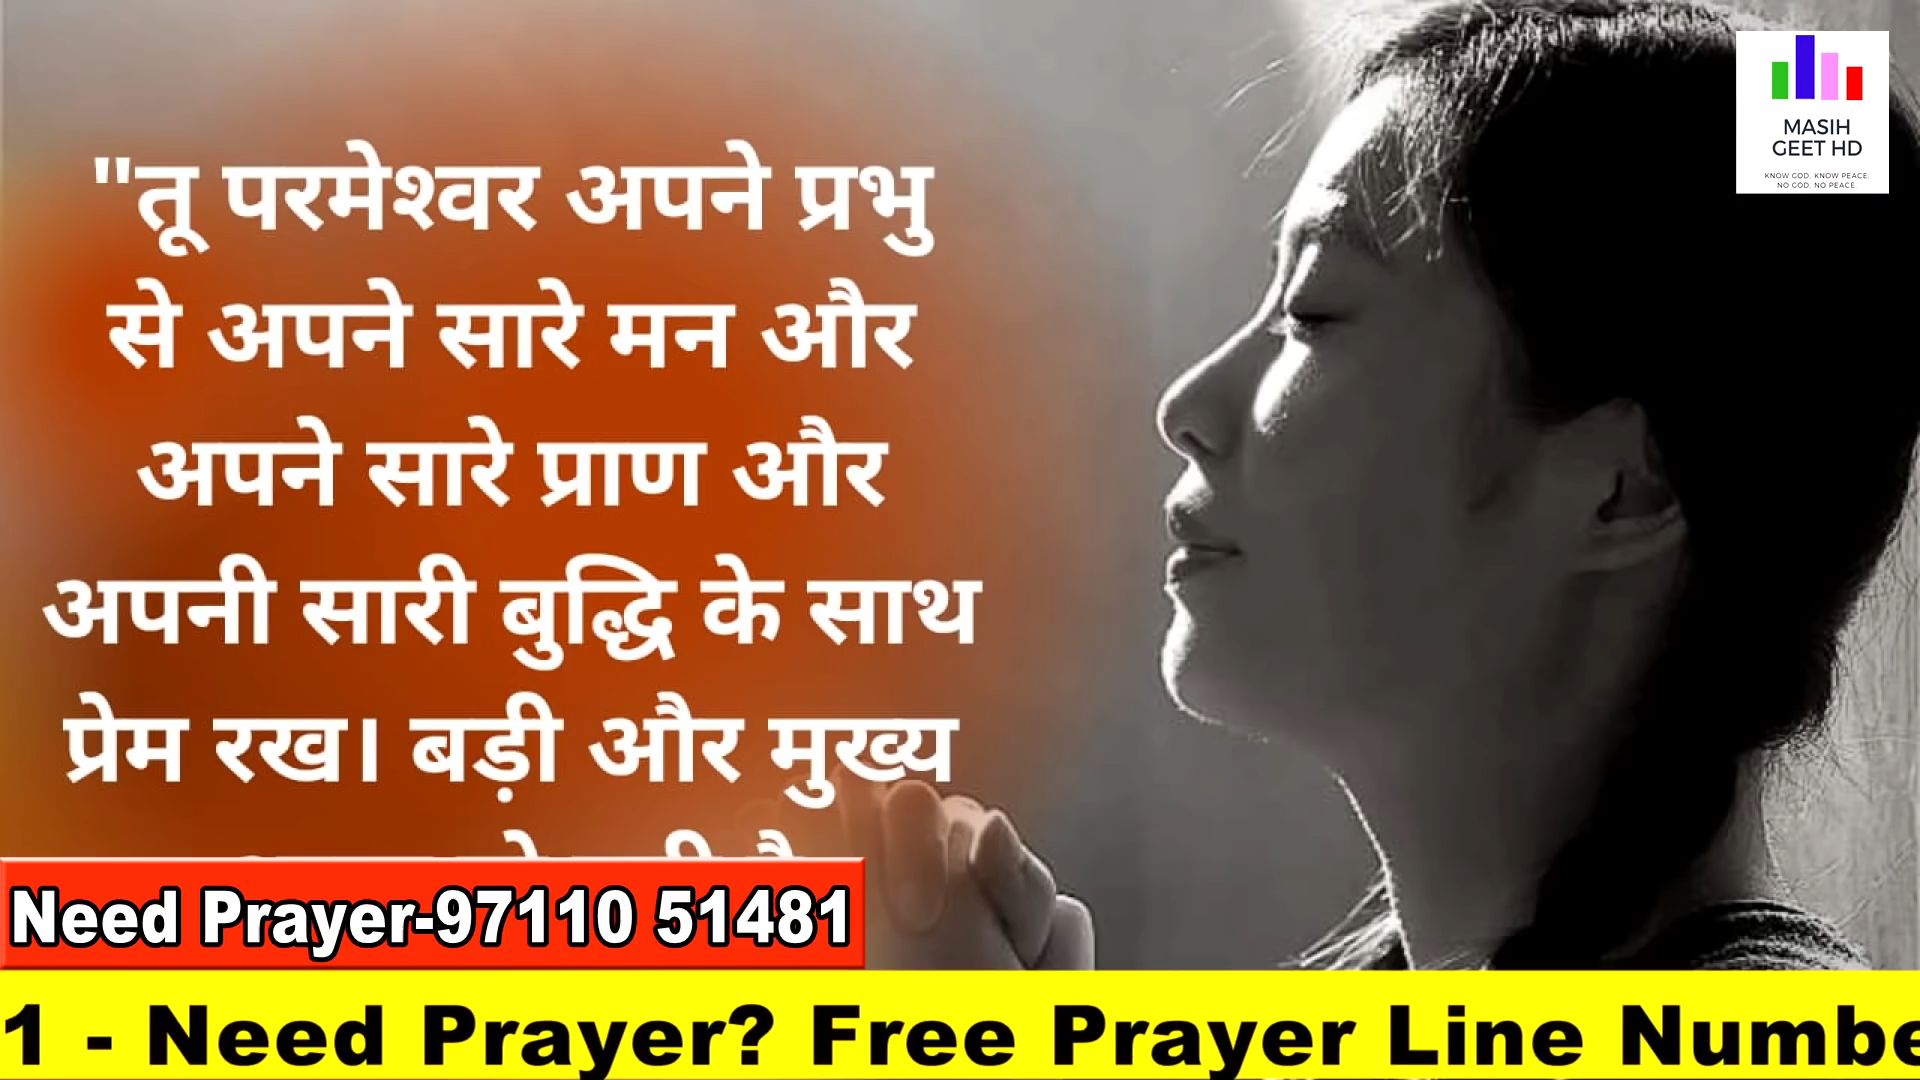 "तू परमेश्वर अपने प्रभु
से अपने सारे मन और
अपने सारे प्राण और
अपनी सारी बुद्धि के साथ
प्रेम रख। बड़ी और मुख्य
MASIH
GEET HD
KNOW GOD, KNOW PEACE.
NO GOD, NO PEACE.
Need Prayer-97110 51481
1 - Need Prayer? Free Prayer Line Numbe